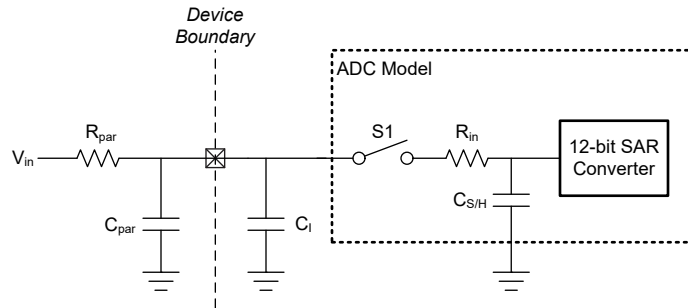 Device
Boundary
ADC Model
R_par
S1
R_in
V_in
12-bit SAR
Converter
C_par
C_I
C_S/H